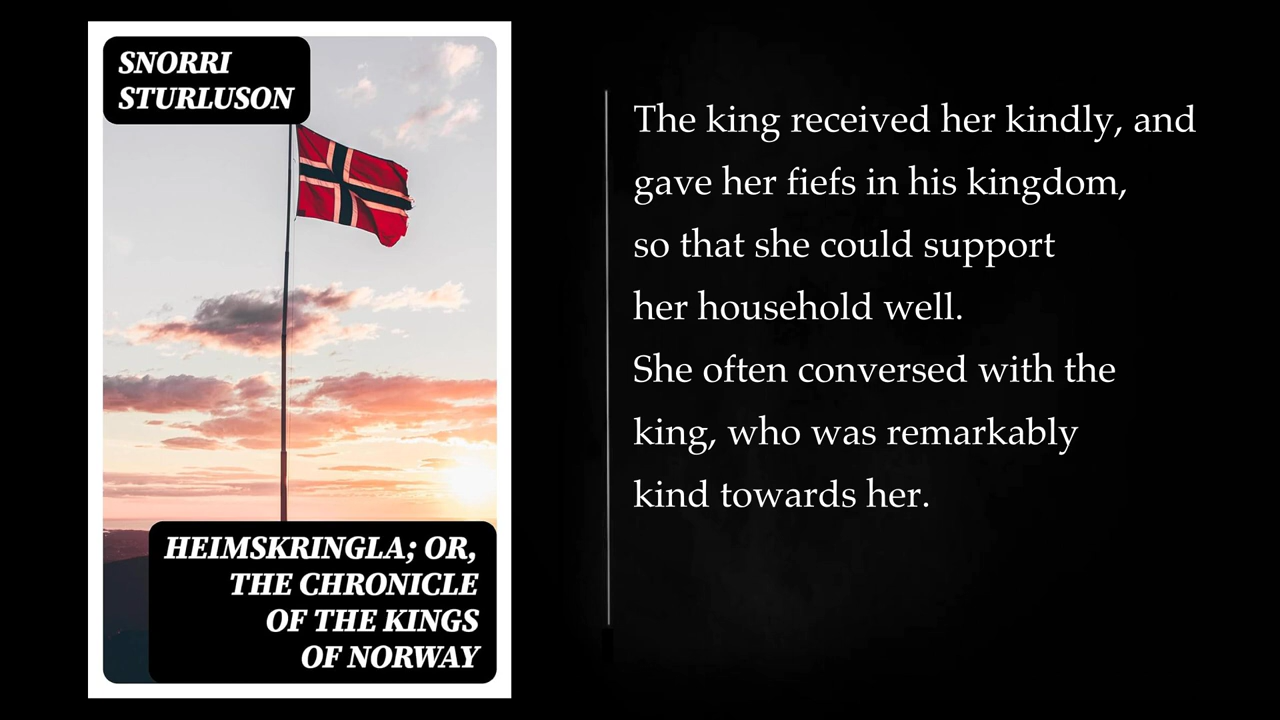 SNORRI
STURLUSON
HEIMSKRINGLA; OR,
THE CHRONICLE
OF THE KINGS
OF NORWAY
The king received her kindly, and
gave her fiefs in his kingdom,
so that she could support
her household well.
She often conversed with the
king, who was remarkably
kind towards her.